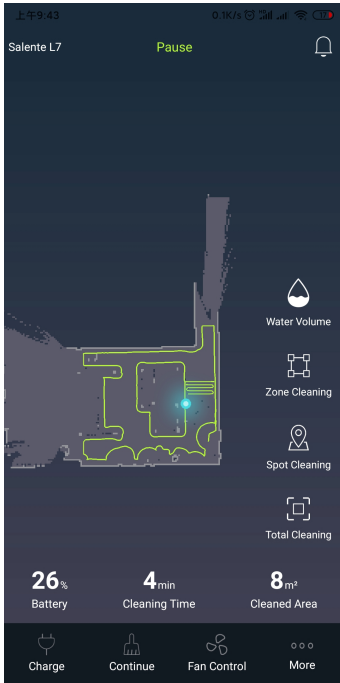 上午9:43
0.1K/s
Salente L7
Pause
Water Volume
Zone Cleaning
Spot Cleaning
Total Cleaning
26%
4min
8m²
Battery
Cleaning Time
Cleaned Area
Charge
Continue
Fan Control
More